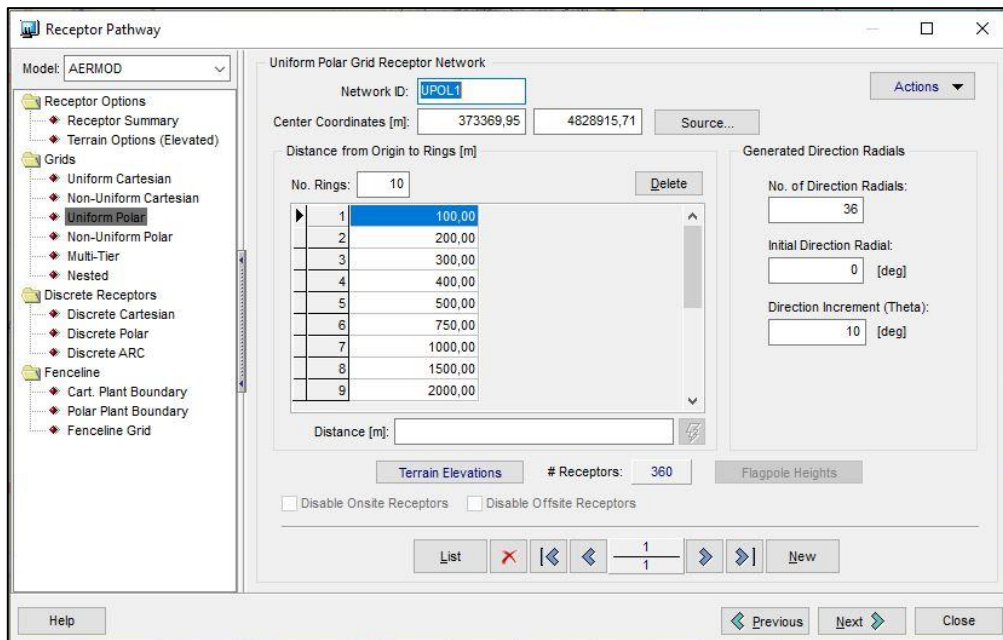 Receptor Pathway
Model: AERMOD
Receptor Options
Receptor Summary
Terrain Options (Elevated)
Grids
Uniform Cartesian
Non-Uniform Cartesian
Uniform Polar
Non-Uniform Polar
Multi-Tier
Nested
Discrete Receptors
Discrete Cartesian
Discrete Polar
Discrete ARC
Fenceline
Cart. Plant Boundary
Polar Plant Boundary
Fenceline Grid
Uniform Polar Grid Receptor Network
Network ID: UPOL1
Actions
Center Coordinates [m]: 373369,95 4828915,71 Source...
Distance from Origin to Rings [m]
No. Rings: 10 Delete
1 100,00
2 200,00
3 300,00
4 400,00
5 500,00
6 750,00
7 1000,00
8 1500,00
9 2000,00
Distance [m]:
Generated Direction Radials
No. of Direction Radials:
36
Initial Direction Radial:
0 [deg]
Direction Increment (Theta):
10 [deg]
Terrain Elevations # Receptors: 360 Flagpole Heights
Disable Onsite Receptors Disable Offsite Receptors
List 1 New
1
Help Previous Next Close